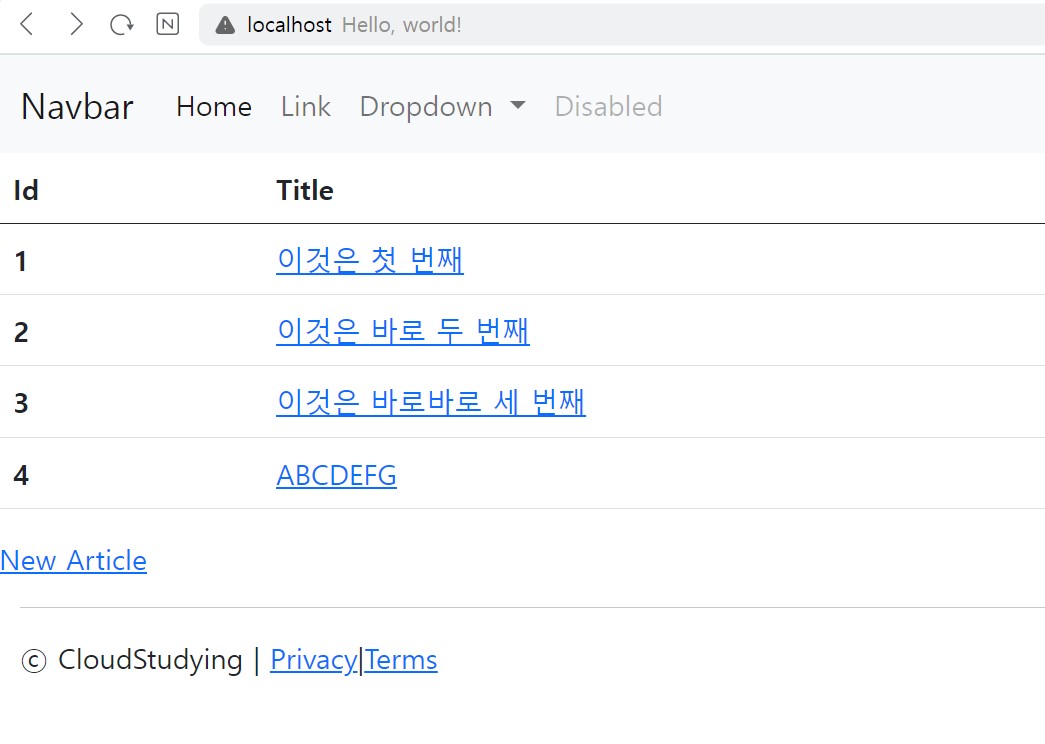 localhost Hello, world!
Navbar Home Link Dropdown Disabled
Id Title
1 이것은 첫 번째
2 이것은 바로 두 번째
3 이것은 바로바로 세 번째
4 ABCDEFG
New Article
ⓒ CloudStudying | Privacy|Terms